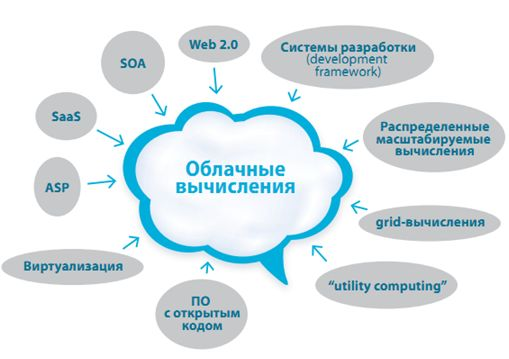 Web 2.0
Системы разработки
(development
framework)
SOA
SaaS
Распределенные
масштабируемые
вычисления
Облачные
вычисления
ASP
grid-вычисления
Виртуализация
"utility computing"
ПО
с открытым
кодом